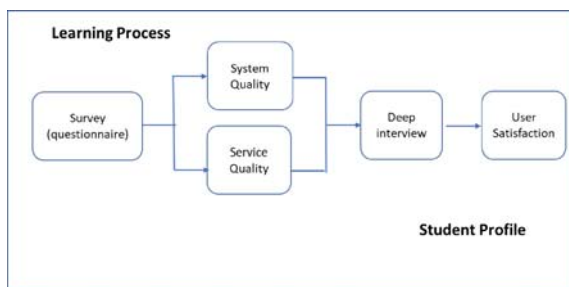 Learning Process
Survey
(questionnaire)
System
Quality
Service
Quality
Deep
interview
User
Satisfaction
Student Profile